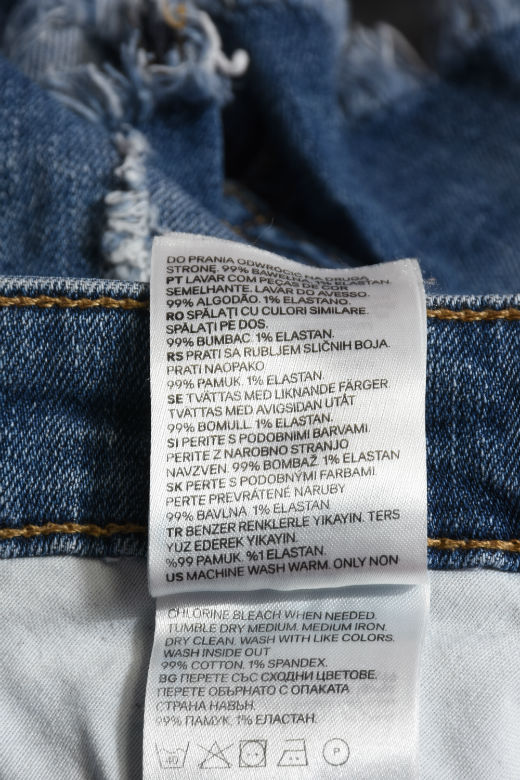 DO PRANIA ODWRÓCIĆ NA DRUGĄ
STRONĘ. 99% BAWEŁNA. 1% ELASTAN.
PT LAVAR COM PEÇAS DE COR
SEMELHANTE. LAVAR DO AVESSO.
99% ALGODÃO. 1% ELASTANO.
RO SPĂLAŢI CU CULORI SIMILARE.
SPĂLAŢI PE DOS.
99% BUMBAC. 1% ELASTAN.
RS PRATI SA RUBLJEM SLIČNIH BOJA.
PRATI NAOPAKO
99% PAMUK. 1% ELASTAN.
SE TVÄTTAS MED LIKNANDE FÄRGER.
TVÄTTAS MED AVIGSIDAN UTÅT
99% BOMULL. 1% ELASTAN.
SI PERITE S PODOBNIMI BARVAMI.
PERITE Z NAROBNO STRANJO
NAVZVEN. 99% BOMBAŽ. 1% ELASTAN
SK PERTE S PODOBNÝMI FARBAMI.
PERTE PREVRÁTENÉ NARUBY
99% BAVLNA. 1% ELASTAN
TR BENZER RENKLERLE YIKAYIN. TERS
YÜZ EDEREK YIKAYIN.
%99 PAMUK. %1 ELASTAN.
US MACHINE WASH WARM. ONLY NON
CHLORINE BLEACH WHEN NEEDED.
TUMBLE DRY MEDIUM. MEDIUM IRON.
DRY CLEAN. WASH WITH LIKE COLORS.
WASH INSIDE OUT
99% COTTON. 1% SPANDEX.
BG ПЕРЕТЕ СЪС СХОДНИ ЦВЕТОВЕ.
ПЕРЕТЕ ОБЪРНАТО С ОПАКАТА
СТРАНА НАВЪН.
99% ПАМУК. 1% ЕЛАСТАН.
40 P